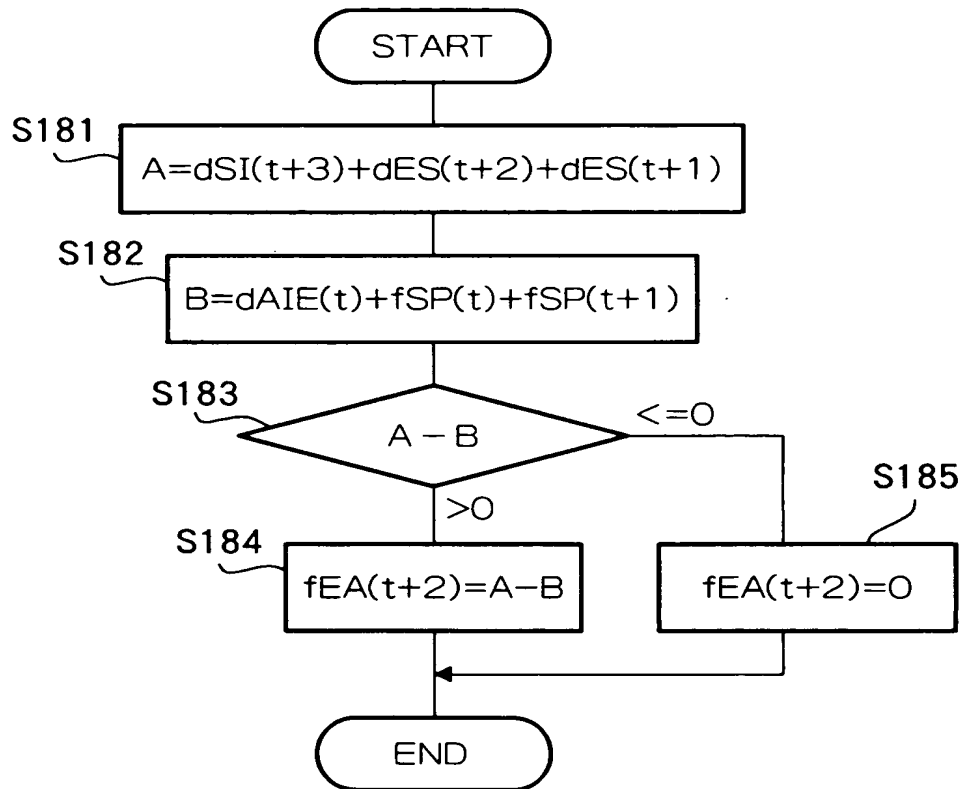 START
S181
A=dSI(t+3)+dES(t+2)+dES(t+1)
S182
B=dAIE(t)+fSP(t)+fSP(t+1)
S183
A-B
<=0
>0
S184
fEA(t+2)=A-B
S185
fEA(t+2)=0
END